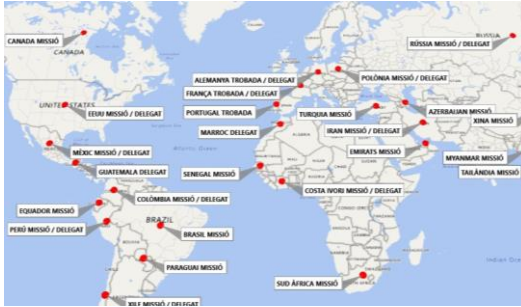 CANADA MISSIÓ
CANADA
RÚSSIA MISSIÓ / DELEGAT
ALEMANYA TROBADA / DELEGAT
POLÒNIA MISSIÓ / DELEGAT
FRANÇA TROBADA / DELEGAT
UNITED STATES
EEUU MISSIÓ / DELEGAT
PORTUGAL TROBADA
TURQUIA MISSIÓ
AZERBALIAN MISSIÓ
XINA MISSIÓ
MARROC DELEGAT
IRAN MISSIÓ / DELEGAT
MÈXIC MISSIÓ / DELEGAT
EMIRATS MISSIÓ
MYANMAR MISSIÓ
GUATEMALA DELEGAT
SENEGAL MISSIÓ
TAILÀNDIA MISSIÓ
COLÒMBIA MISSIÓ / DELEGAT
COSTA IVORI MISSIÓ / DELEGAT
EQUADOR MISSIÓ
BRAZIL
PERÚ MISSIÓ / DELEGAT
BRASIL MISSIÓ
PARAGUAI MISSIÓ
SUD ÀFRICA MISSIÓ
XILE MISSIÓ / DELEGAT